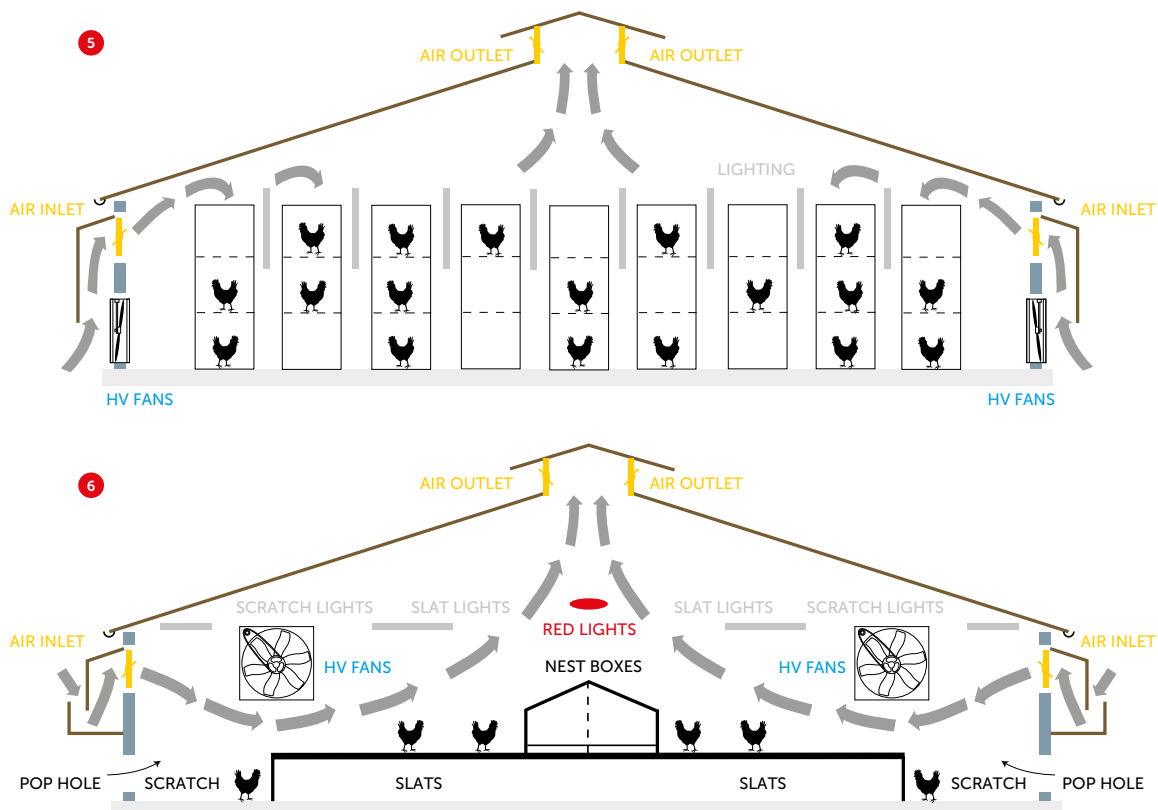 5
AIR OUTLET
AIR OUTLET
LIGHTING
AIR INLET
AIR INLET
HV FANS
HV FANS
6
AIR OUTLET
AIR OUTLET
SCRATCH LIGHTS
SLAT LIGHTS
SLAT LIGHTS
SCRATCH LIGHTS
RED LIGHTS
AIR INLET
AIR INLET
HV FANS
NEST BOXES
HV FANS
POP HOLE
SCRATCH
SLATS
SLATS
SCRATCH
POP HOLE